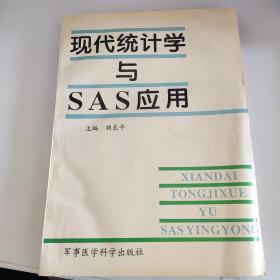 现代统计学
与
SAS应用
主编 胡良平
XIANDAI
TONGJIXUE
YU
SASYINGYONG
军事医学科学出版社